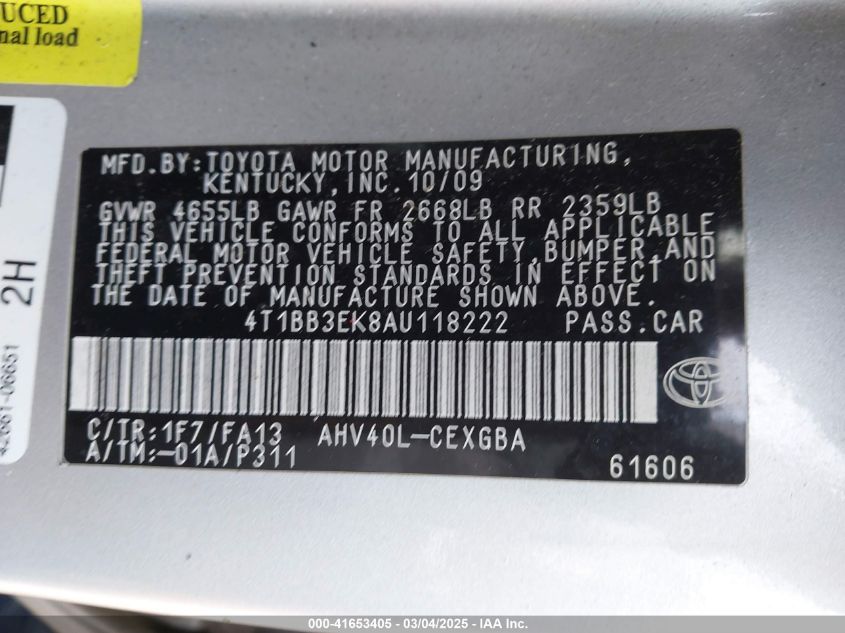 UCED
nal load
2H
42661-06651
MFD.BY:TOYOTA MOTOR MANUFACTURING,
KENTUCKY,INC.10/09
GVWR 4655LB GAWR FR 2668LB RR 2359LB
THIS VEHICLE CONFORMS TO ALL APPLICABLE
FEDERAL MOTOR VEHICLE SAFETY,BUMPER,AND
THEFT PREVENTION STANDARDS IN EFFECT ON
THE DATE OF MANUFACTURE SHOWN ABOVE.
4T1BB3EK8AU118222 PASS.CAR
C/TR:1F7/FA13 AHV40L-CEXGBA
A/TM:-01A/P311
61606
000-41653405 - 03/04/2025 - IAA Inc.